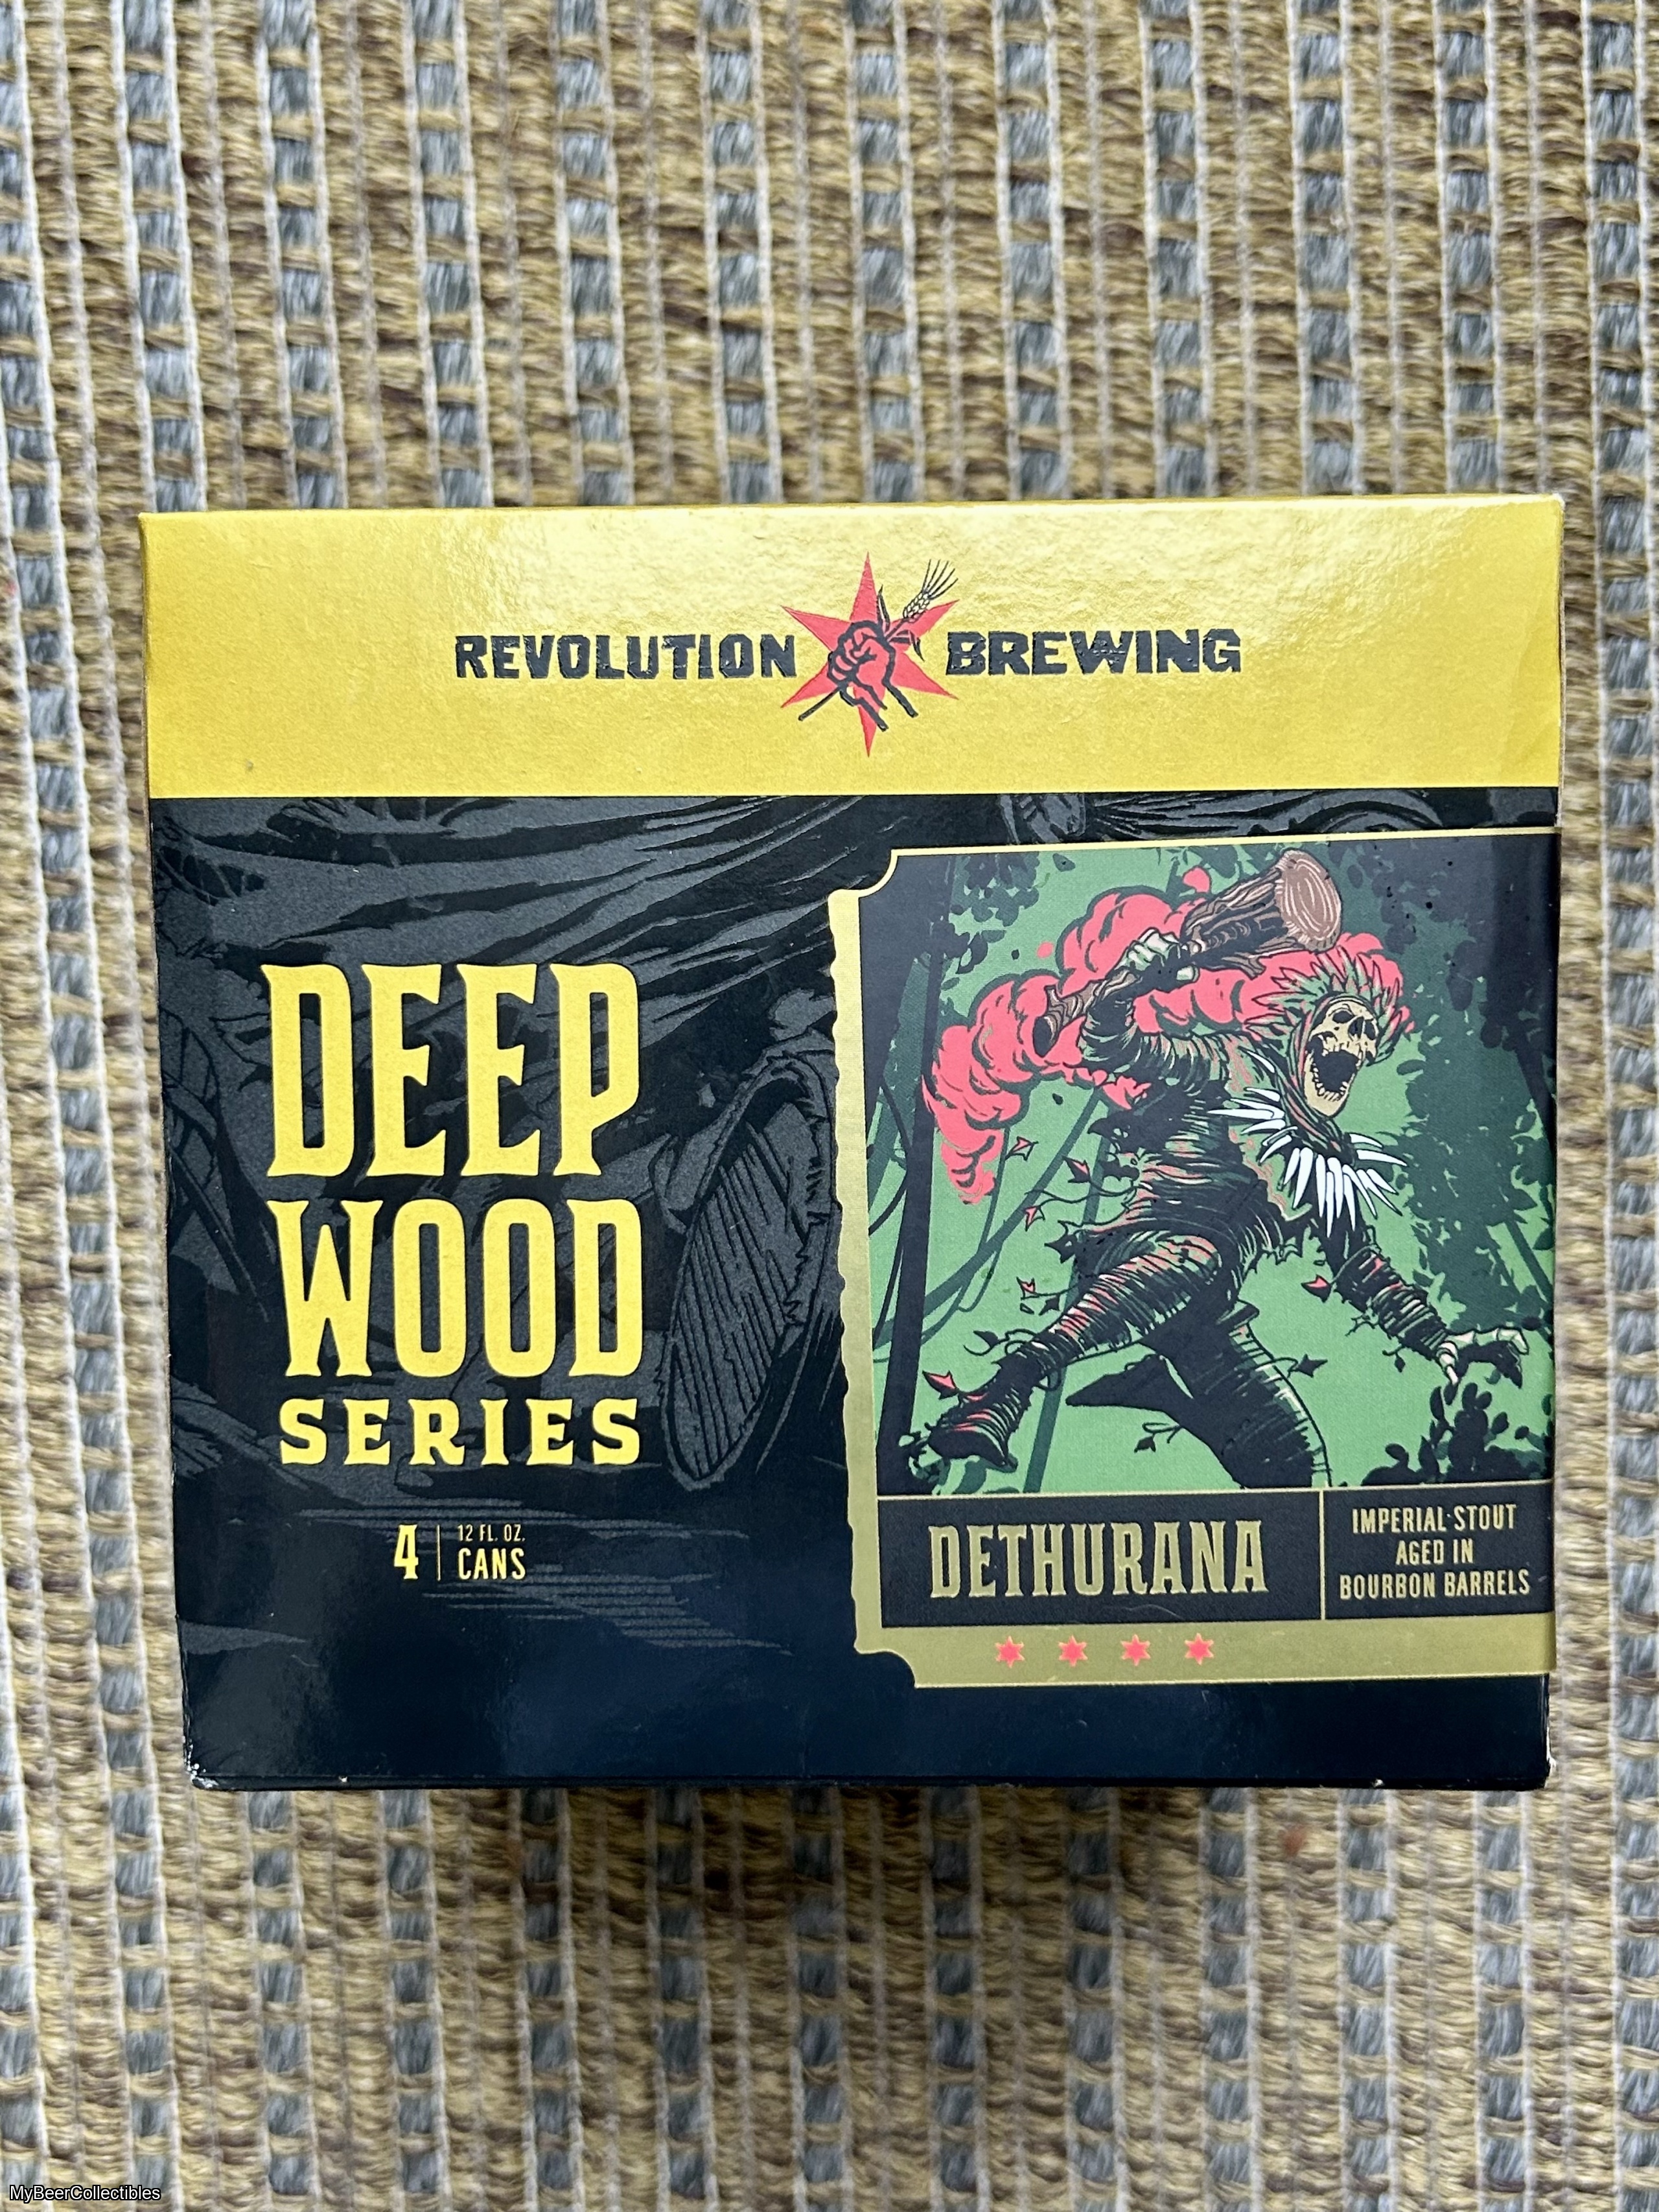 REVOLUTION BREWING
DEEP
WOOD
SERIES
4 12 FL. OZ.
CANS
DETHURANA
IMPERIAL STOUT
AGED IN
BOURBON BARRELS
MyBeerCollectibles